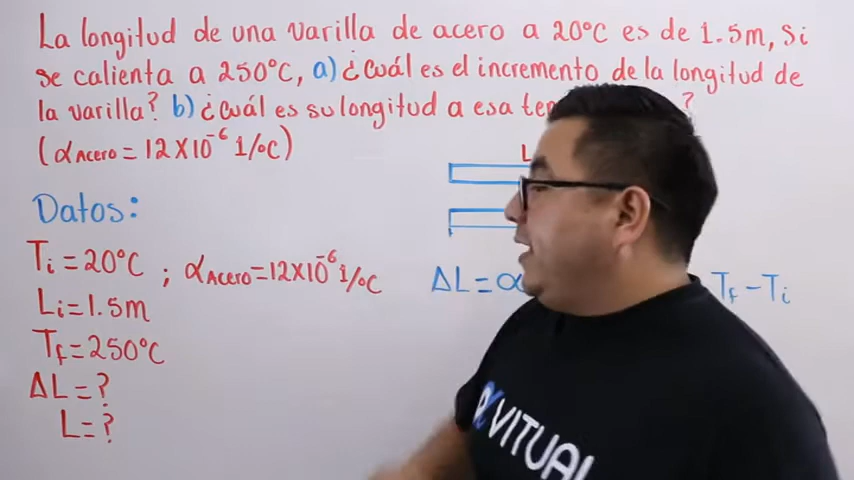 La longitud de una varilla de acero a 20°C es de 1.5m, Si
se calienta a 250°C, a) ¿Cuál es el incremento de la longitud de
la varilla? b) ¿cuál es su longitud a esa ?
(αAcero = 12X10⁻⁶ 1/°C)
L
Datos:
Ti = 20°C ; αAcero = 12X10⁻⁶ 1/°C
Li = 1.5m
ΔL = α Tf - Ti
Tf = 250°C
ΔL = ?
L = ?
αVITUAL